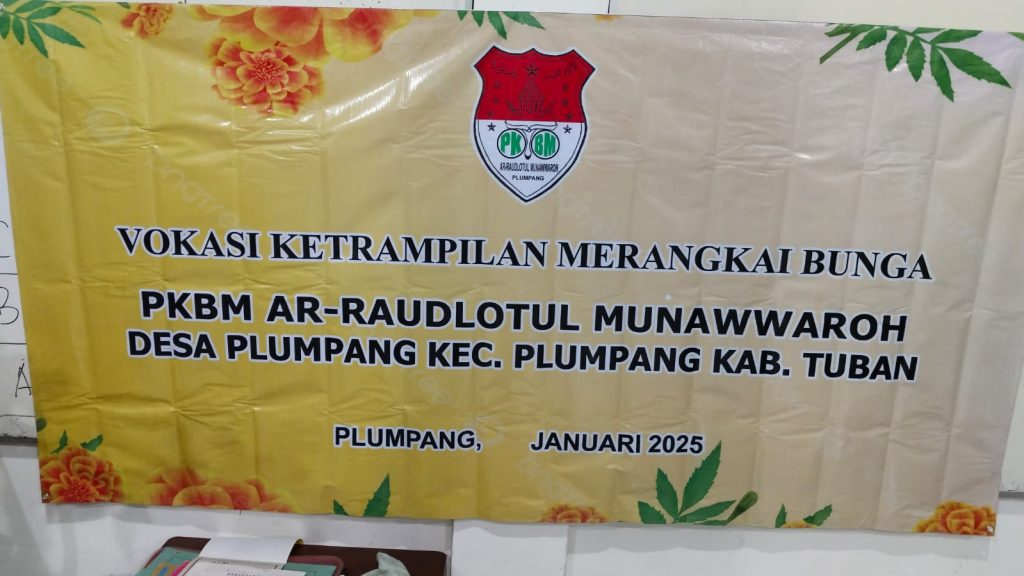 PKBM
AR-RAUDLOTUL MUNAWWAROH
PLUMPANG
VOKASI KETRAMPILAN MERANGKAI BUNGA
PKBM AR-RAUDLOTUL MUNAWWAROH
DESA PLUMPANG KEC. PLUMPANG KAB. TUBAN
PLUMPANG, JANUARI 2025